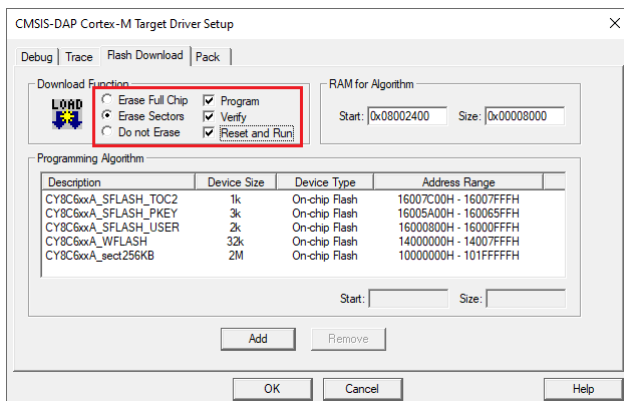 CMSIS-DAP Cortex-M Target Driver Setup
Debug Trace Flash Download Pack
Download Function
LOAD
Erase Full Chip Program
Erase Sectors Verify
Do not Erase Reset and Run
RAM for Algorithm
Start: 0x08002400 Size: 0x00008000
Programming Algorithm
Description Device Size Device Type Address Range
CY8C6xxA_SFLASH_TOC2 1k On-chip Flash 16007C00H - 16007FFFH
CY8C6xxA_SFLASH_PKEY 3k On-chip Flash 16005A00H - 160065FFH
CY8C6xxA_SFLASH_USER 2k On-chip Flash 16000800H - 16000FFFH
CY8C6xxA_WFLASH 32k On-chip Flash 14000000H - 14007FFFH
CY8C6xxA_sect256KB 2M On-chip Flash 10000000H - 101FFFFFH
Start: Size:
Add Remove
OK Cancel Help